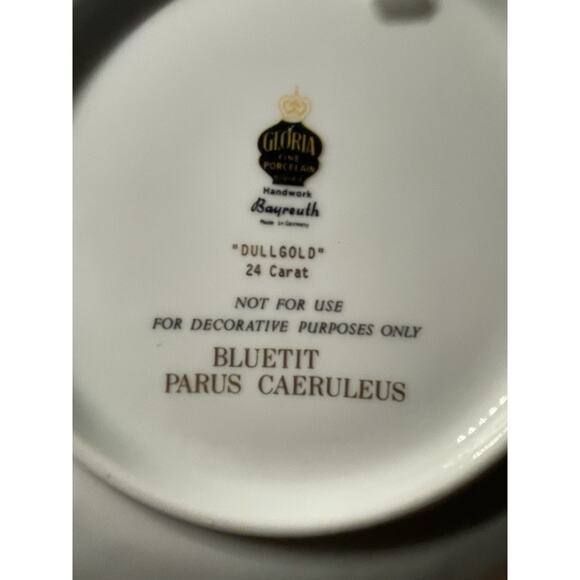 GLORIA
FINE
PORCELAIN
Handwork
Bayreuth
Made in Germany
"DULLGOLD"
24 Carat
NOT FOR USE
FOR DECORATIVE PURPOSES ONLY
BLUETIT
PARUS CAERULEUS